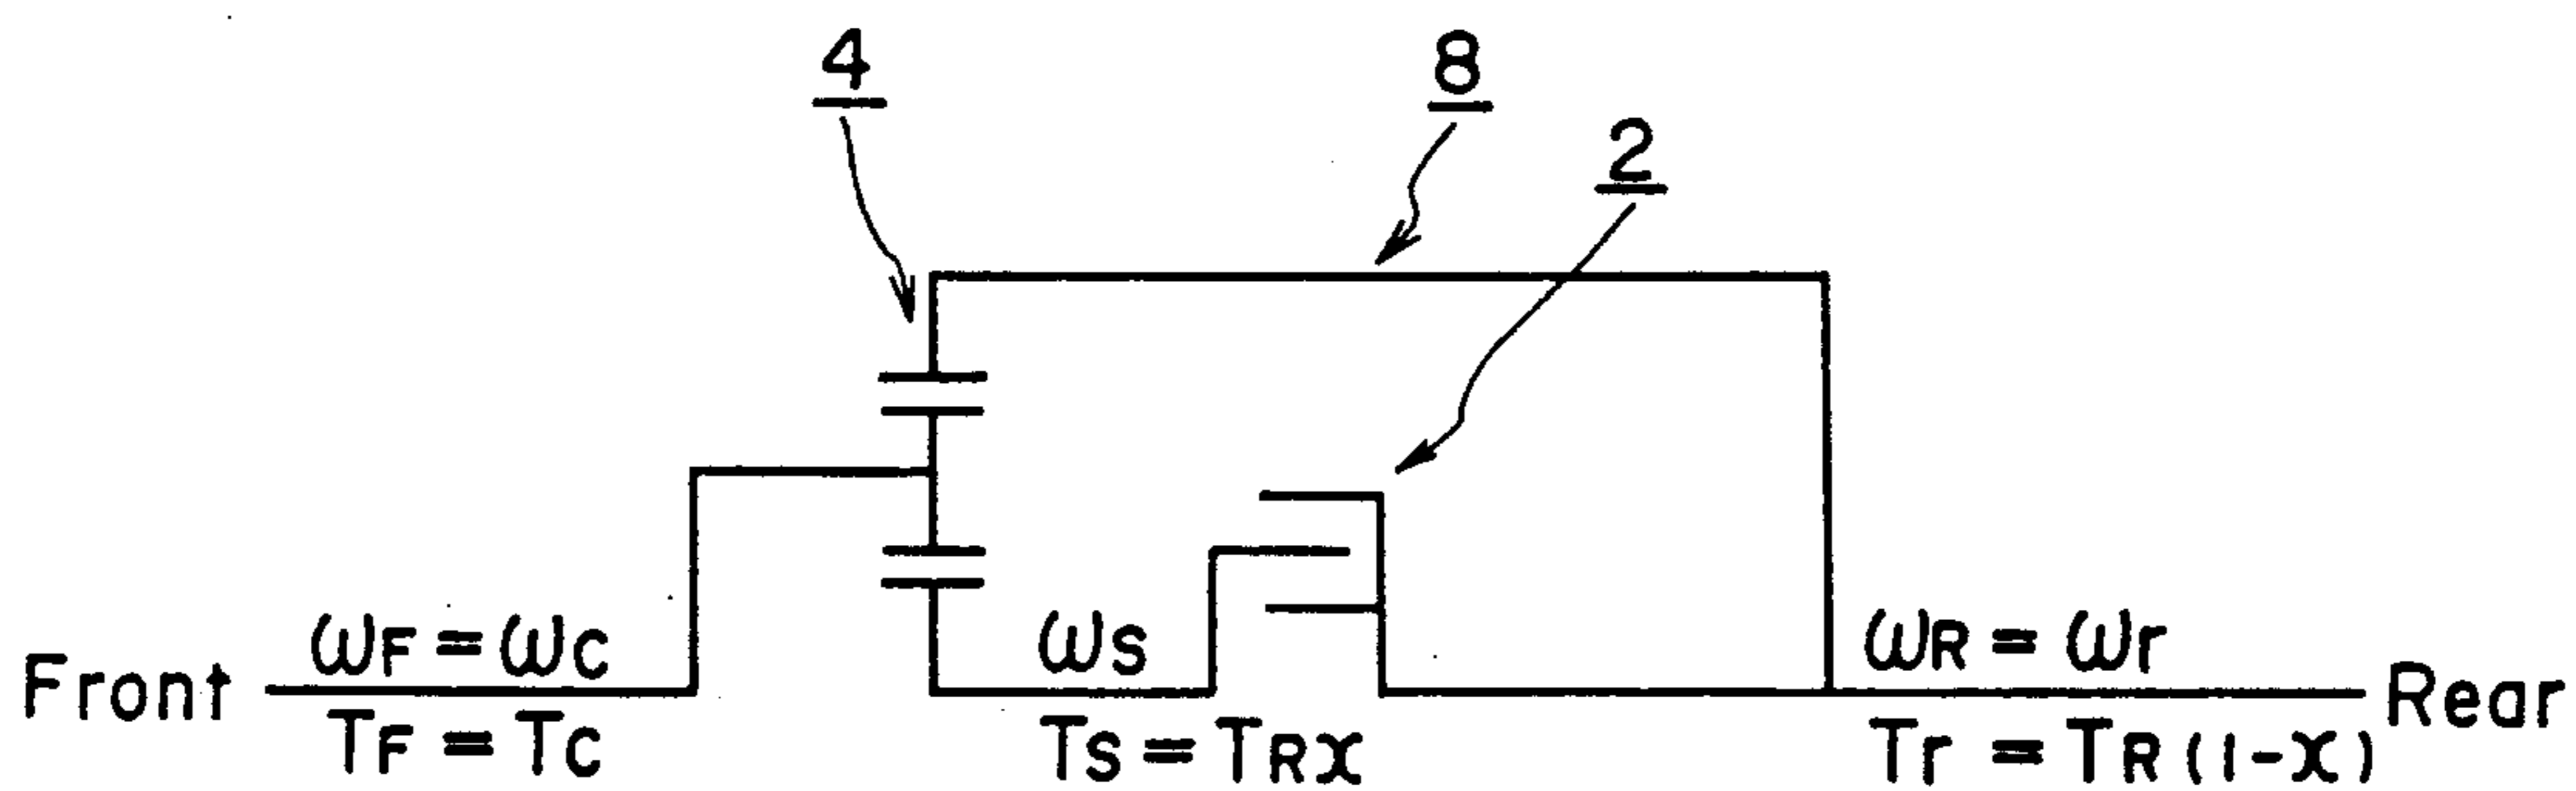 4
8
2
Front
ωF = ωC
TF = TC
ωS
TS = TRX
ωR = ωr
Tr = TR(1-X)
Rear